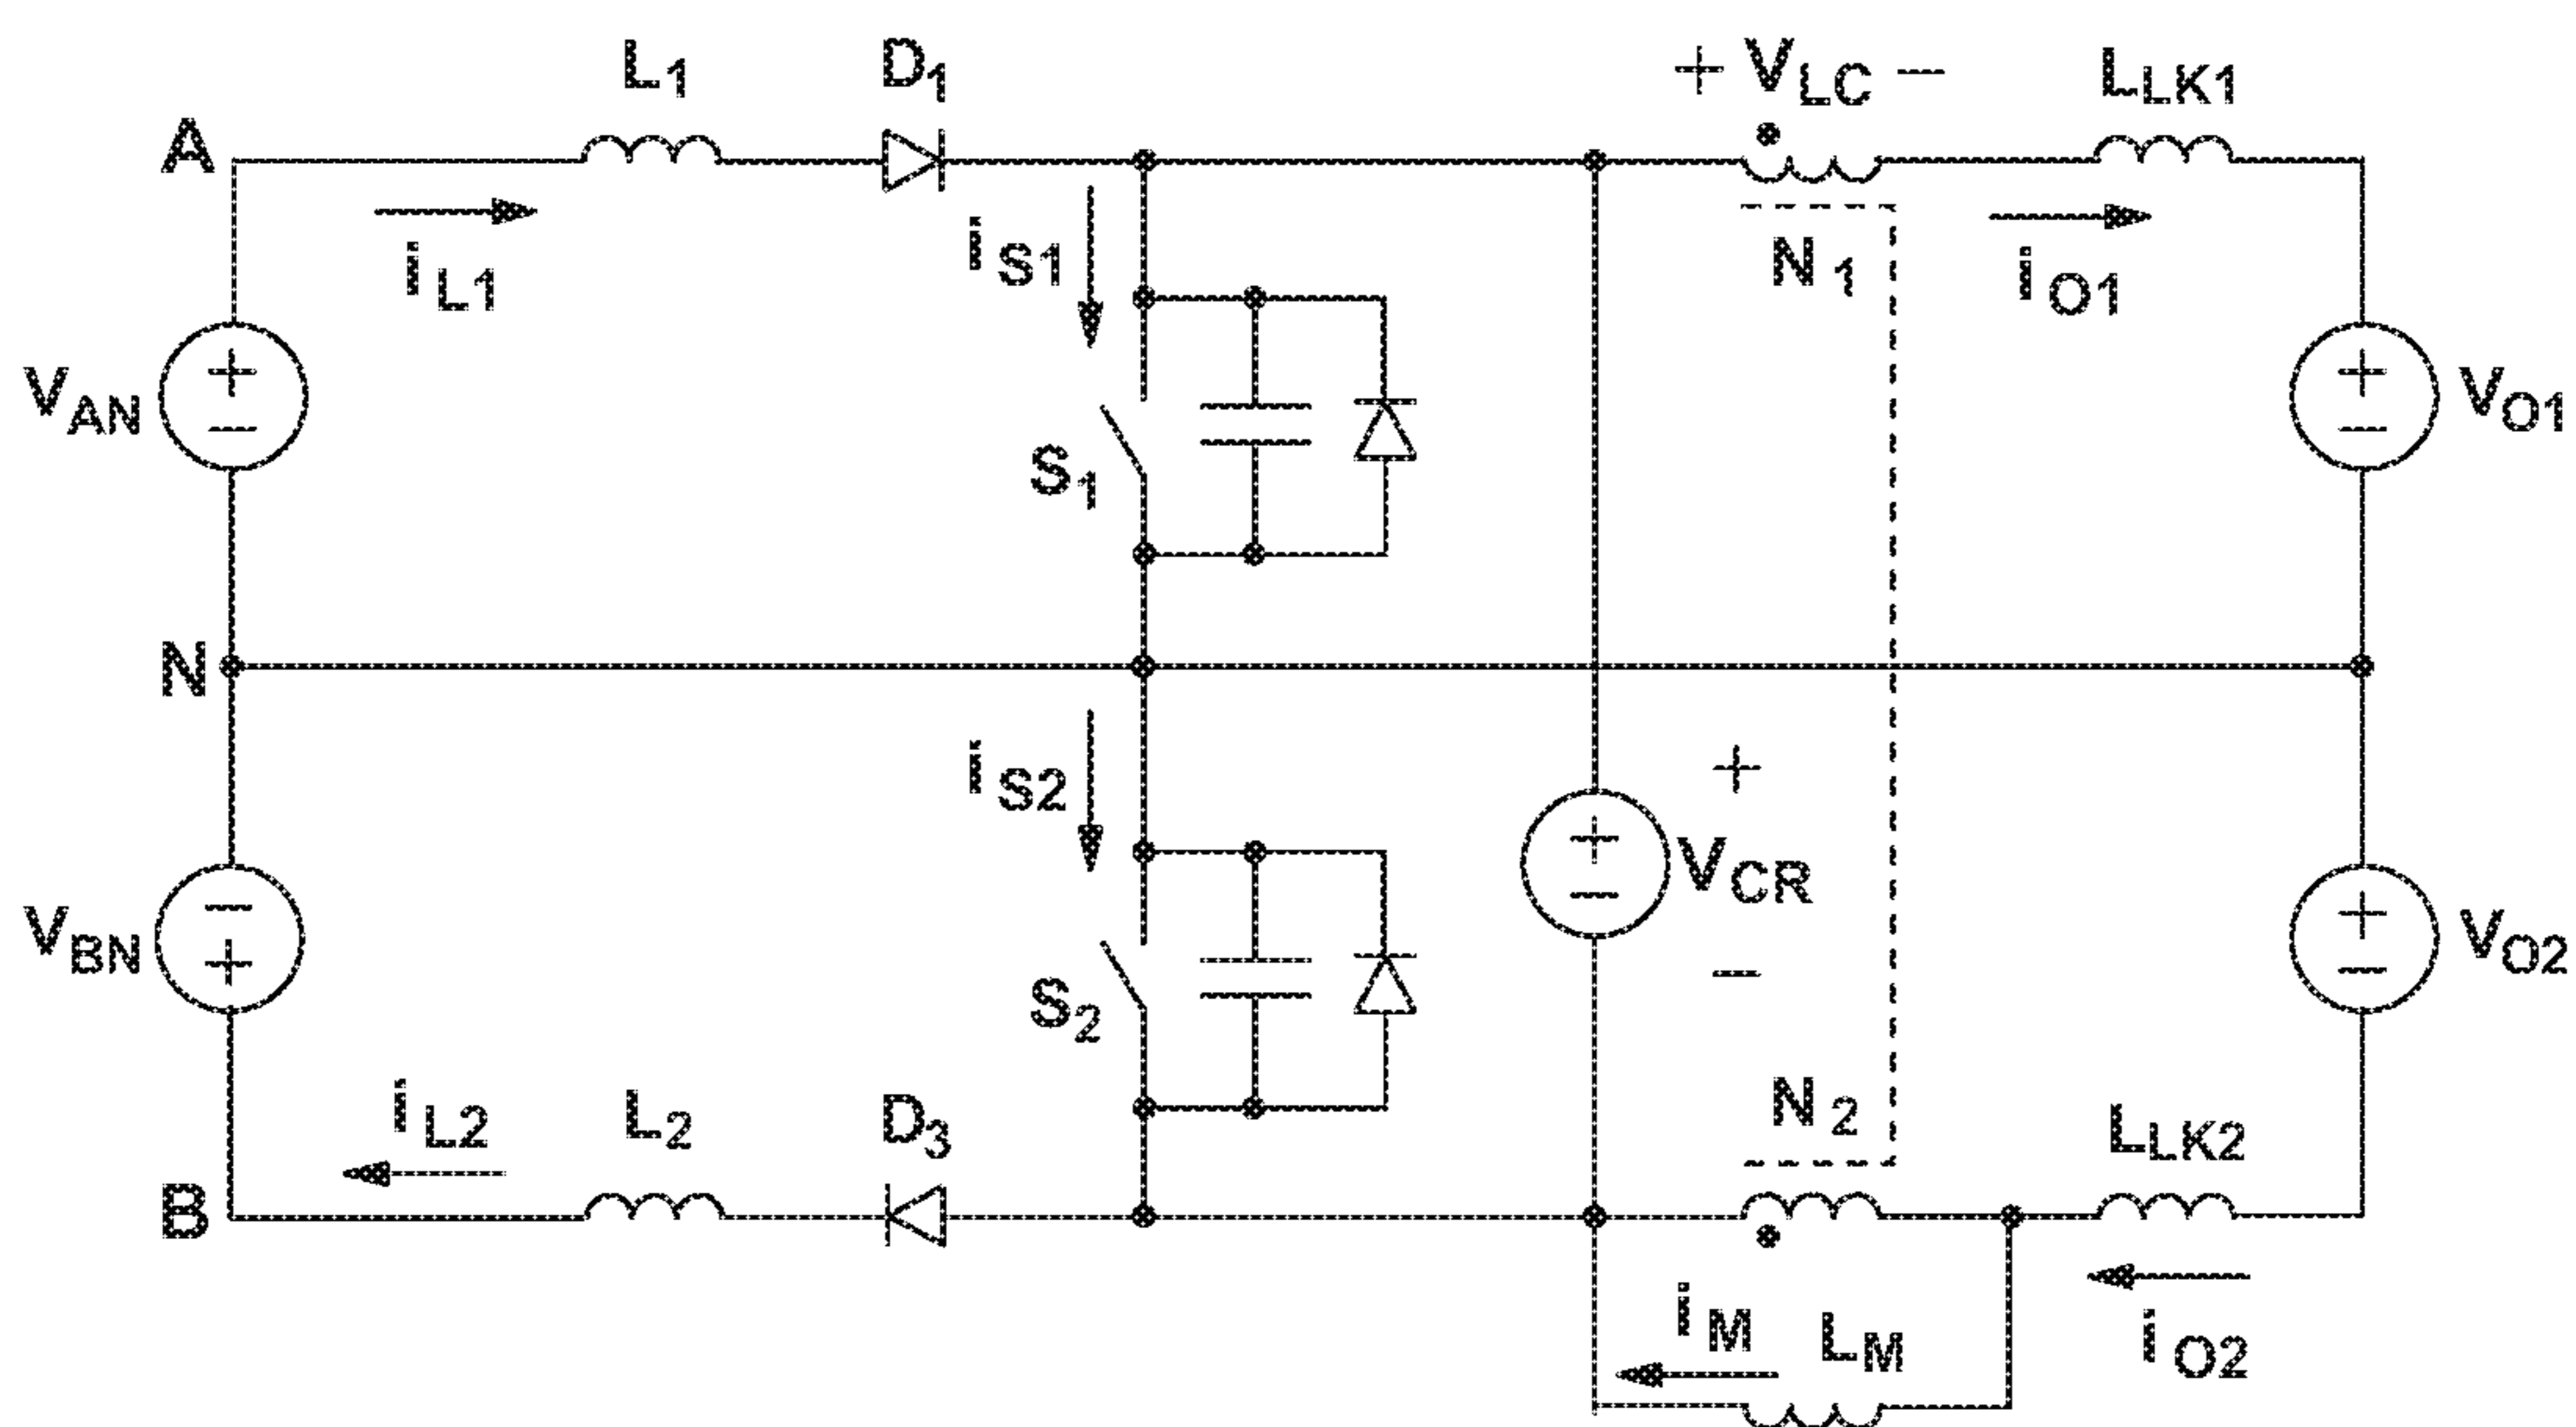 L1
D1
+ VLC −
LLK1
A
iL1
iS1
N1
iO1
VAN
+
−
S1
+
−
VO1
N
iS2
+
VBN
−
+
+
−
VCR
+
−
VO2
S2
−
iL2
L2
D3
N2
LLK2
B
iM
LM
iO2